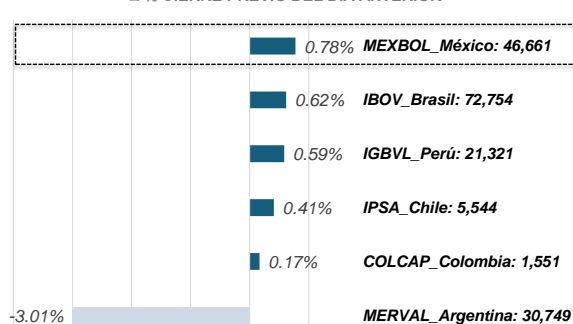 0.78% MEXBOL_México: 46,661
0.62% IBOV_Brasil: 72,754
0.59% IGBVL_Perú: 21,321
0.41% IPSA_Chile: 5,544
0.17% COLCAP_Colombia: 1,551
-3.01% MERVAL_Argentina: 30,749